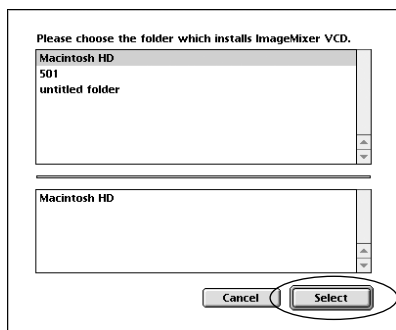 Please choose the folder which installs ImageMixer VCD.
Macintosh HD
501
untitled folder
Macintosh HD
Cancel Select